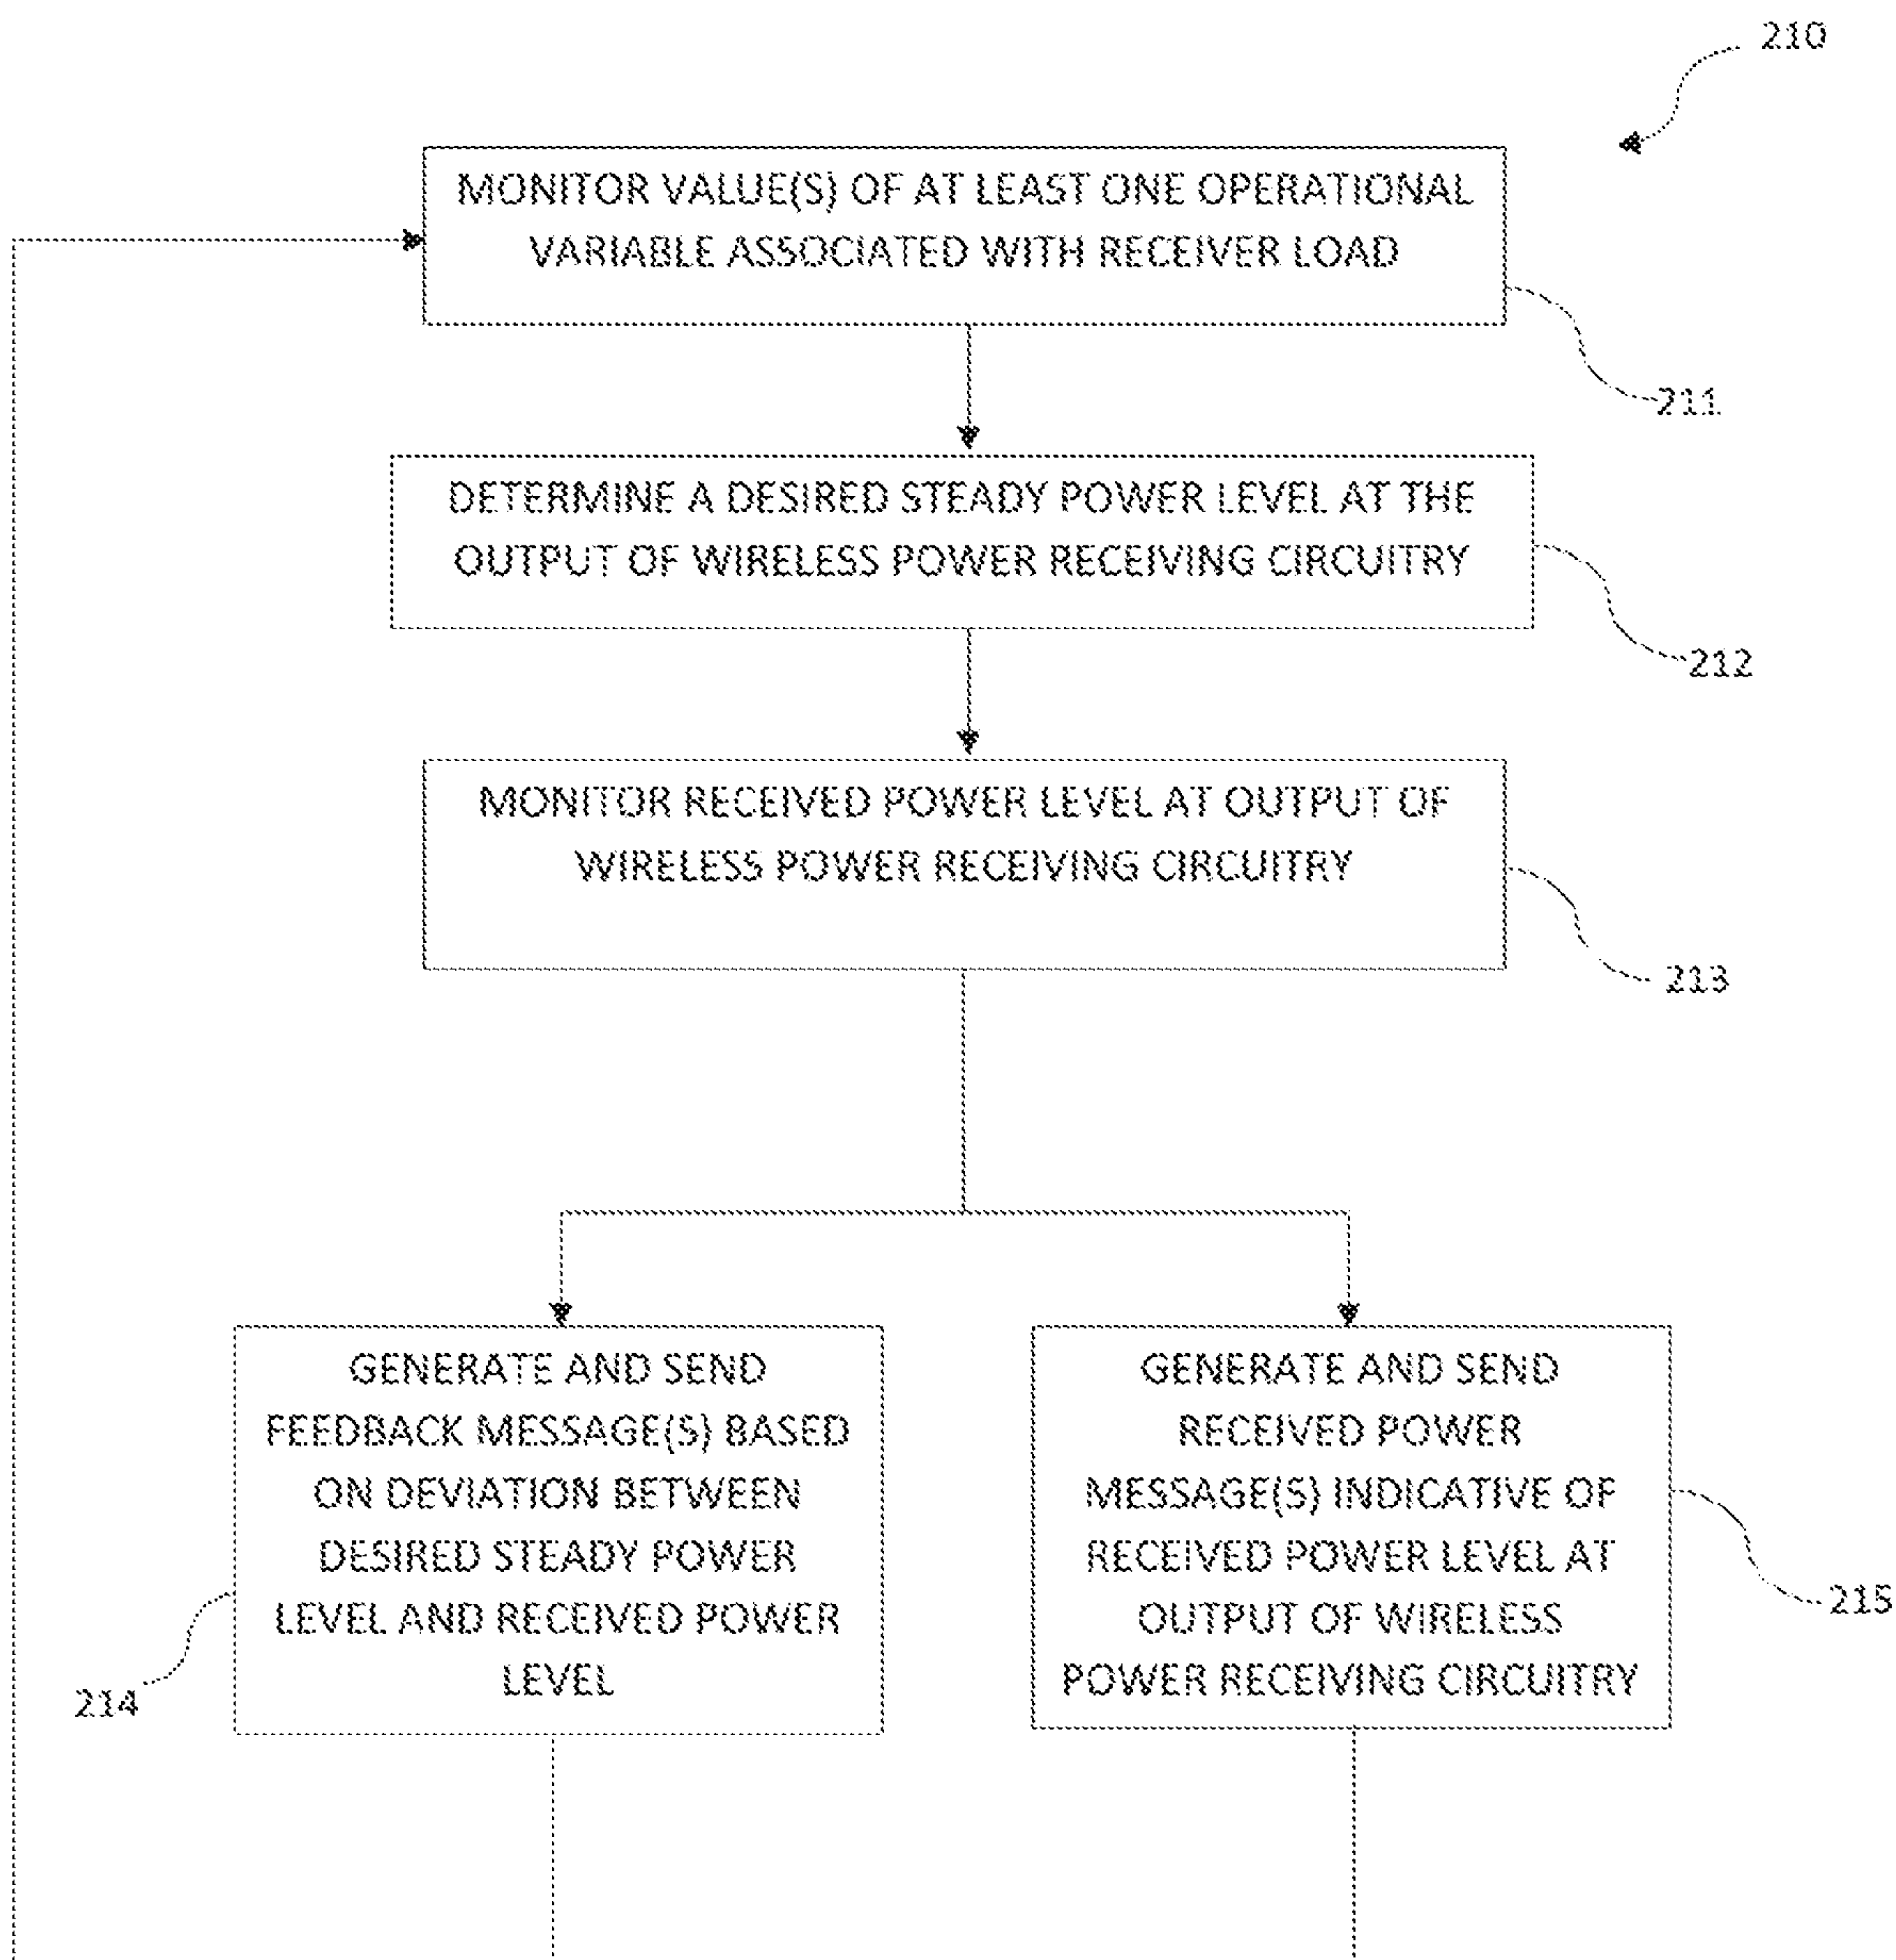 210
MONITOR VALUE(S) OF AT LEAST ONE OPERATIONAL
VARIABLE ASSOCIATED WITH RECEIVER LOAD
211
DETERMINE A DESIRED STEADY POWER LEVEL AT THE
OUTPUT OF WIRELESS POWER RECEIVING CIRCUITRY
212
MONITOR RECEIVED POWER LEVEL AT OUTPUT OF
WIRELESS POWER RECEIVING CIRCUITRY
213
GENERATE AND SEND
FEEDBACK MESSAGE(S) BASED
ON DEVIATION BETWEEN
DESIRED STEADY POWER
LEVEL AND RECEIVED POWER
LEVEL
214
GENERATE AND SEND
RECEIVED POWER
MESSAGE(S) INDICATIVE OF
RECEIVED POWER LEVEL AT
OUTPUT OF WIRELESS
POWER RECEIVING CIRCUITRY
215